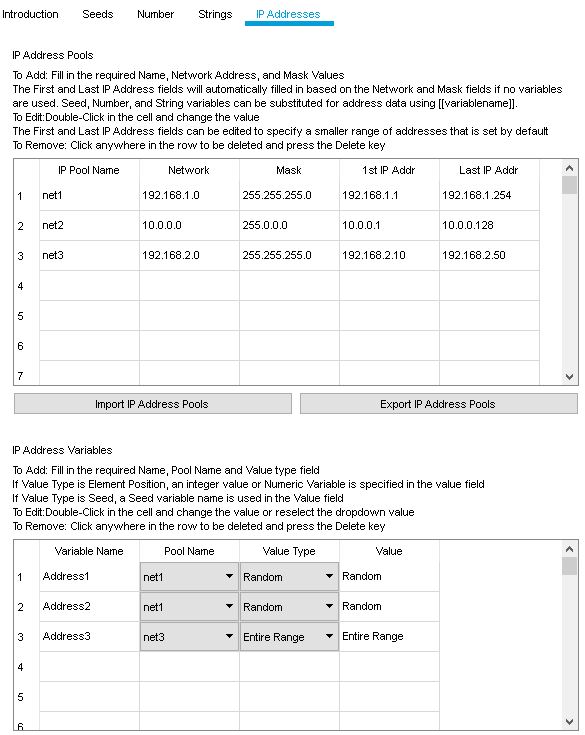 Introduction Seeds Number Strings IP Addresses
IP Address Pools
To Add: Fill in the required Name, Network Address, and Mask Values
The First and Last IP Address fields will automatically filled in based on the Network and Mask fields if no variables
are used. Seed, Number, and String variables can be substituted for address data using [[variablename]].
To Edit:Double-Click in the cell and change the value
The First and Last IP Address fields can be edited to specify a smaller range of addresses that is set by default
To Remove: Click anywhere in the row to be deleted and press the Delete key
IP Pool Name Network Mask 1st IP Addr Last IP Addr
1 net1 192.168.1.0 255.255.255.0 192.168.1.1 192.168.1.254
2 net2 10.0.0.0 255.0.0.0 10.0.0.1 10.0.0.128
3 net3 192.168.2.0 255.255.255.0 192.168.2.10 192.168.2.50
4
5
6
7
Import IP Address Pools Export IP Address Pools
IP Address Variables
To Add: Fill in the required Name, Pool Name and Value type field
If Value Type is Element Position, an integer value or Numeric Variable is specified in the value field
If Value Type is Seed, a Seed variable name is used in the Value field
To Edit:Double-Click in the cell and change the value or reselect the dropdown value
To Remove: Click anywhere in the row to be deleted and press the Delete key
Variable Name Pool Name Value Type Value
1 Address1 net1 Random Random
2 Address2 net1 Random Random
3 Address3 net3 Entire Range Entire Range
4
5
6